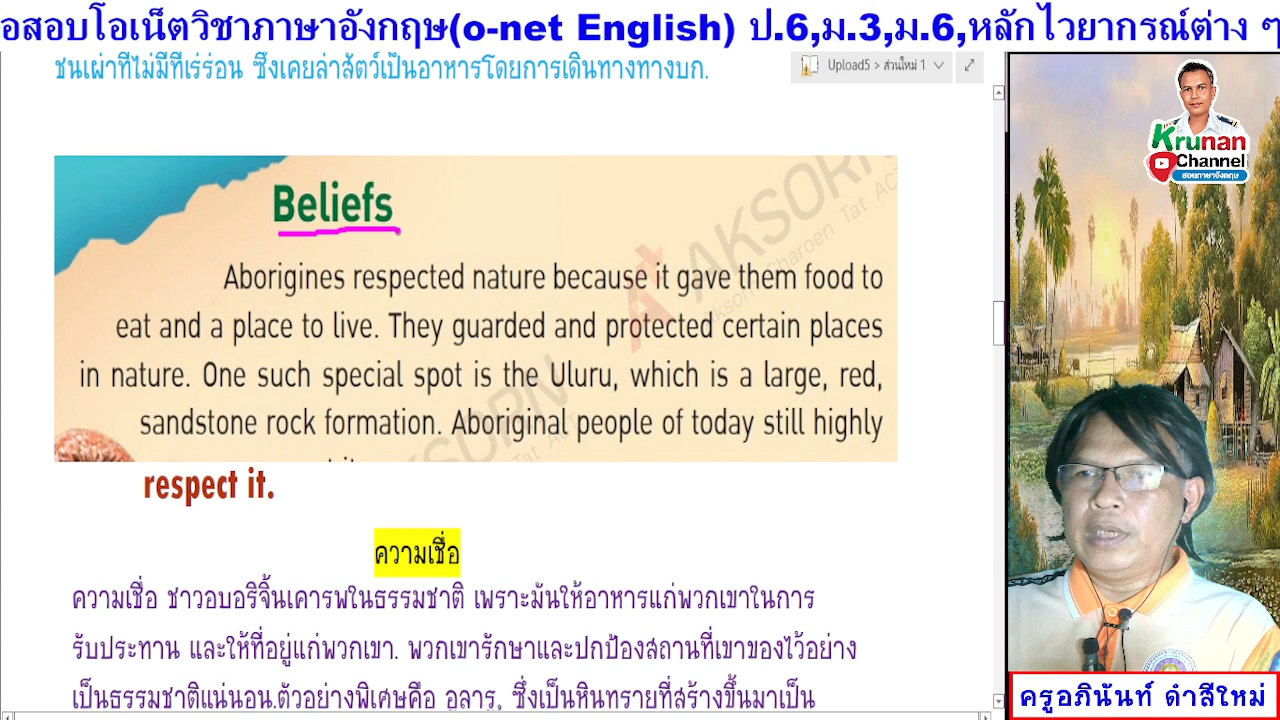 อสอบโอเน็ตวิชาภาษาอังกฤษ(o-net English) ป.6,ม.3,ม.6,หลักไวยากรณ์ต่าง ๆ
ชนเผ่าที่ไม่มีที่เร่ร่อน ซึ่งเคยล่าสัตว์เป็นอาหารโดยการเดินทางทางบก.
Upload5 > ส่วนใหม่ 1
Krunan
Channel
สอนภาษาอังกฤษ
Beliefs
Aborigines respected nature because it gave them food to
eat and a place to live. They guarded and protected certain places
in nature. One such special spot is the Uluru, which is a large, red,
sandstone rock formation. Aboriginal people of today still highly
respect it.
AKSORN
Aksorn Charoen Tat ACT
ความเชื่อ
ความเชื่อ ชาวอบอริจิ้นเคารพในธรรมชาติ เพราะมันให้อาหารแก่พวกเขาในการ
รับประทาน และให้ที่อยู่แก่พวกเขา. พวกเขารักษาและปกป้องสถานที่เขาของไว้อย่าง
เป็นธรรมชาติแน่นอน.ตัวอย่างพิเศษคือ อูลารู, ซึ่งเป็นหินทรายที่สร้างขึ้นมาเป็น
ครูอภินันท์ ดำสีใหม่